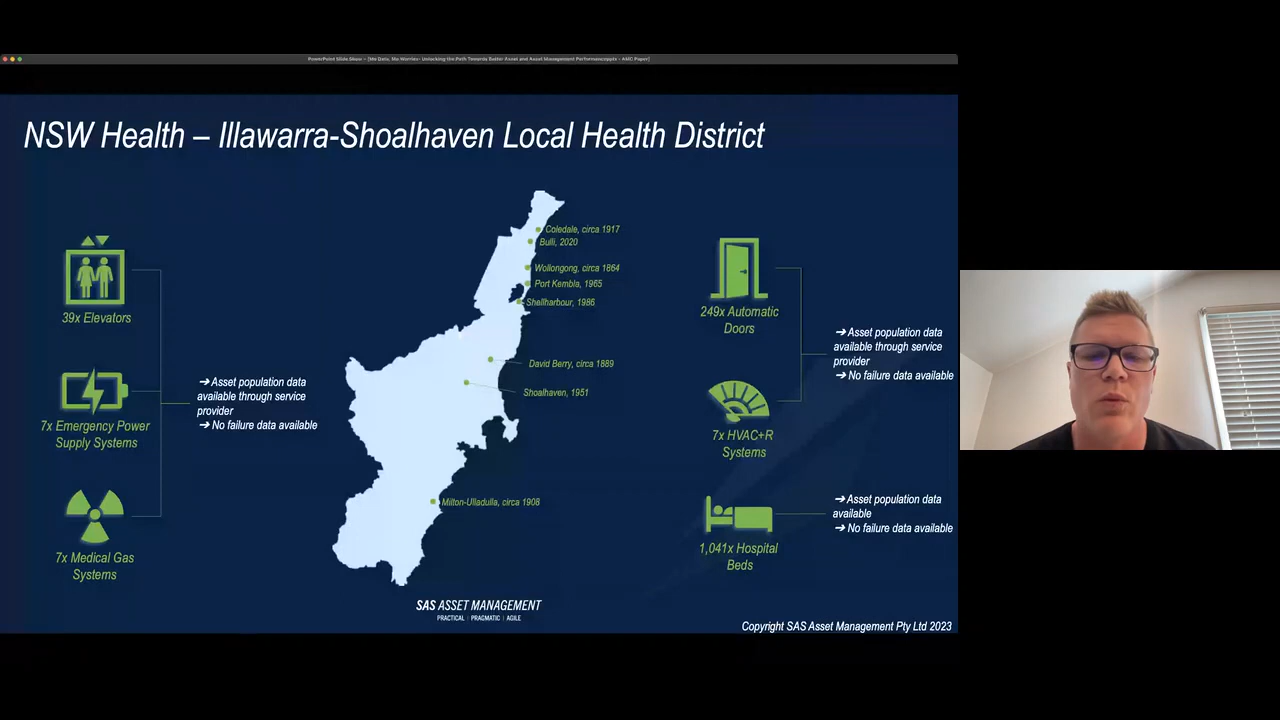 PowerPoint Slide Show - [No Data, No Worries- Unlocking the Path Towards Better Asset and Asset Management Performance.pptx - AMC Paper]
NSW Health – Illawarra-Shoalhaven Local Health District
39x Elevators
7x Emergency Power
Supply Systems
7x Medical Gas
Systems
➔ Asset population data
available through service
provider
➔ No failure data available
Coledale, circa 1917
Bulli, 2020
Wollongong, circa 1864
Port Kembla, 1965
Shellharbour, 1986
David Berry, circa 1889
Shoalhaven, 1951
Milton-Ulladulla, circa 1908
249x Automatic
Doors
7x HVAC+R
Systems
➔ Asset population data
available through service
provider
➔ No failure data available
1,041x Hospital
Beds
➔ Asset population data
available
➔ No failure data available
SAS ASSET MANAGEMENT
PRACTICAL | PRAGMATIC | AGILE
Copyright SAS Asset Management Pty Ltd 2023